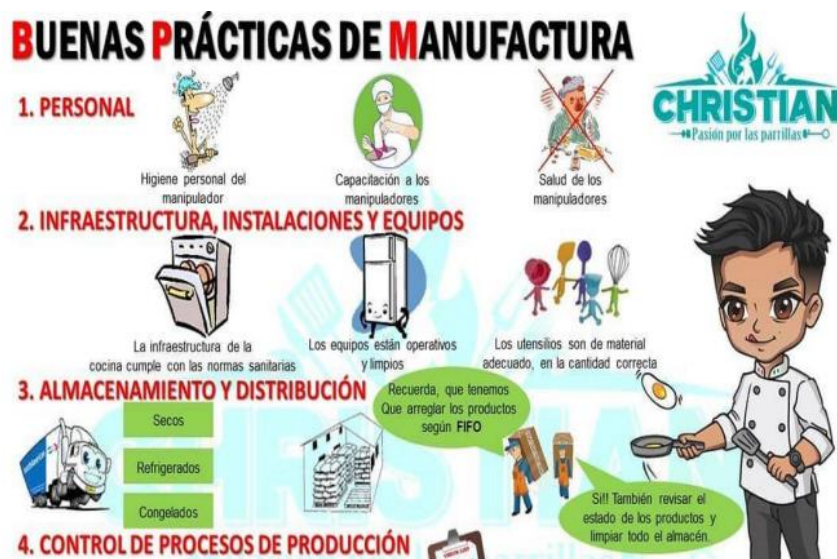 BUENAS PRÁCTICAS DE MANUFACTURA
CHRISTIAN
Pasión por las parrillas
1. PERSONAL
Higiene personal del
manipulador
Capacitación a los
manipuladores
Salud de los
manipuladores
2. INFRAESTRUCTURA, INSTALACIONES Y EQUIPOS
La infraestructura de la
cocina cumple con las normas sanitarias
Los equipos están operativos
y limpios
Los utensilios son de material
adecuado, en la cantidad correcta
3. ALMACENAMIENTO Y DISTRIBUCIÓN
Secos
Refrigerados
Congelados
Recuerda, que tenemos
Que arreglar los productos
según FIFO
Si!! También revisar el
estado de los productos y
limpiar todo el almacén.
4. CONTROL DE PROCESOS DE PRODUCCIÓN
CHRISTIAN